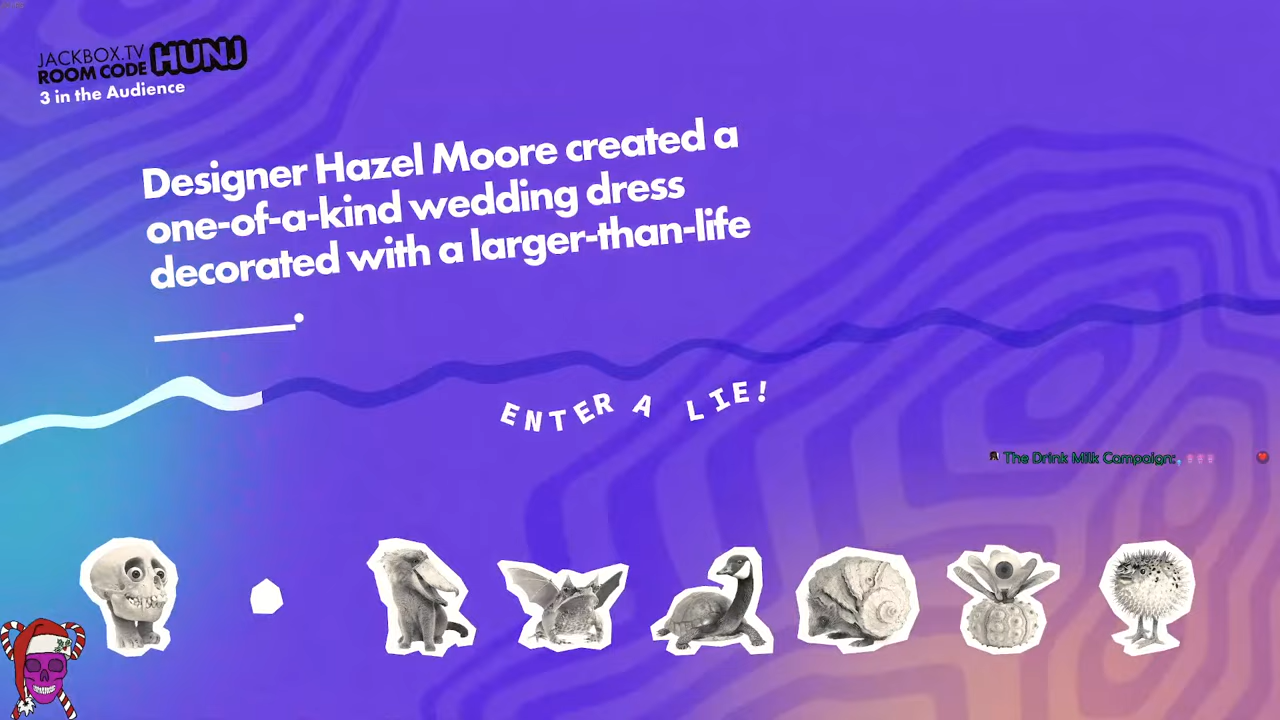 JACKBOX.TV
ROOM CODE HUNJ
3 in the Audience
Designer Hazel Moore created a
one-of-a-kind wedding dress
decorated with a larger-than-life
_______.
ENTER A LIE!
The Drink Milk Campaign: